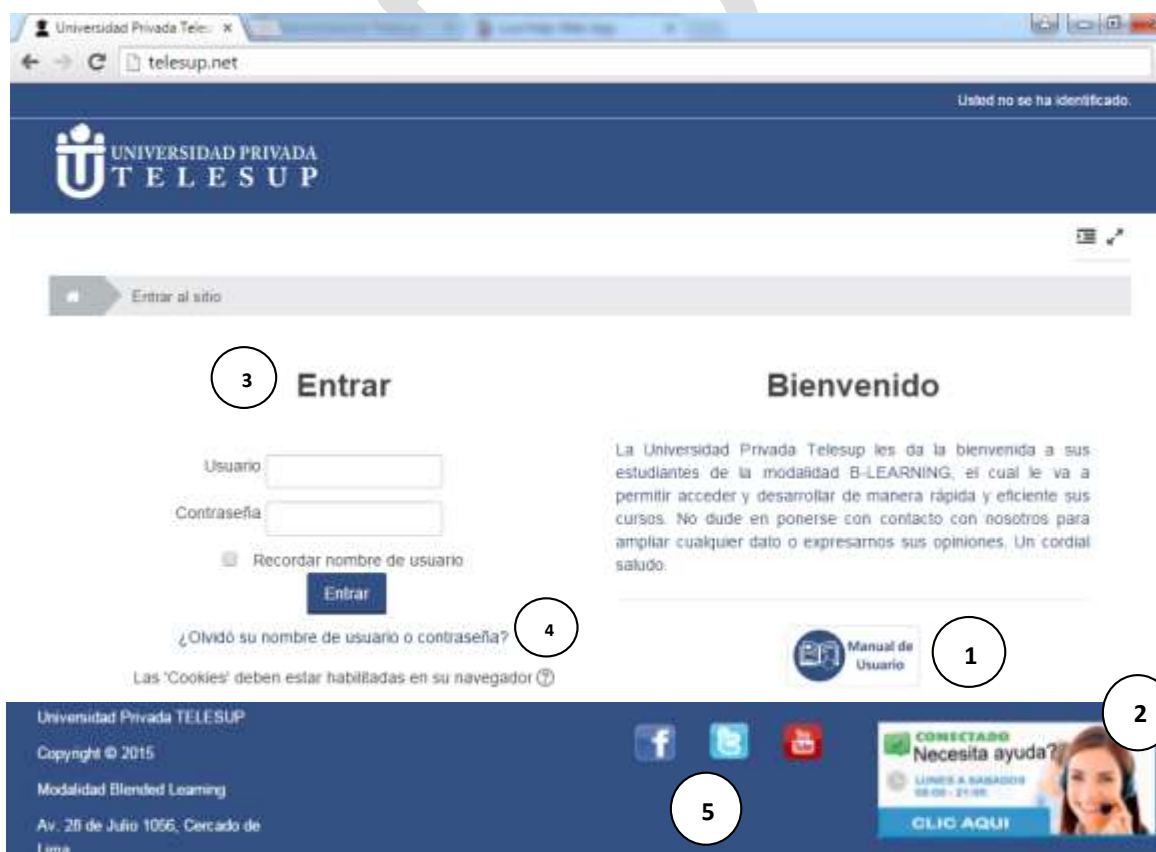 Universidad Privada Tele:
telesup.net
Usted no se ha identificado.
UNIVERSIDAD PRIVADA
TELESUP
Entrar al sitio
3
Entrar
Usuario
Contraseña
Recordar nombre de usuario
Entrar
¿Olvidó su nombre de usuario o contraseña?
4
Las 'Cookies' deben estar habilitadas en su navegador
Bienvenido
La Universidad Privada Telesup les da la bienvenida a sus
estudiantes de la modalidad B-LEARNING, el cual le va a
permitir acceder y desarrollar de manera rápida y eficiente sus
cursos. No dude en ponerse con contacto con nosotros para
ampliar cualquier dato o expresarnos sus opiniones. Un cordial
saludo.
Manual de
Usuario
1
2
Universidad Privada TELESUP
Copyright © 2015
Modalidad Blended Learning
Av. 28 de Julio 1056, Cercado de
Lima
5
CONECTADO
Necesita ayuda?
LUNES A SABADOS
CLIC AQUI